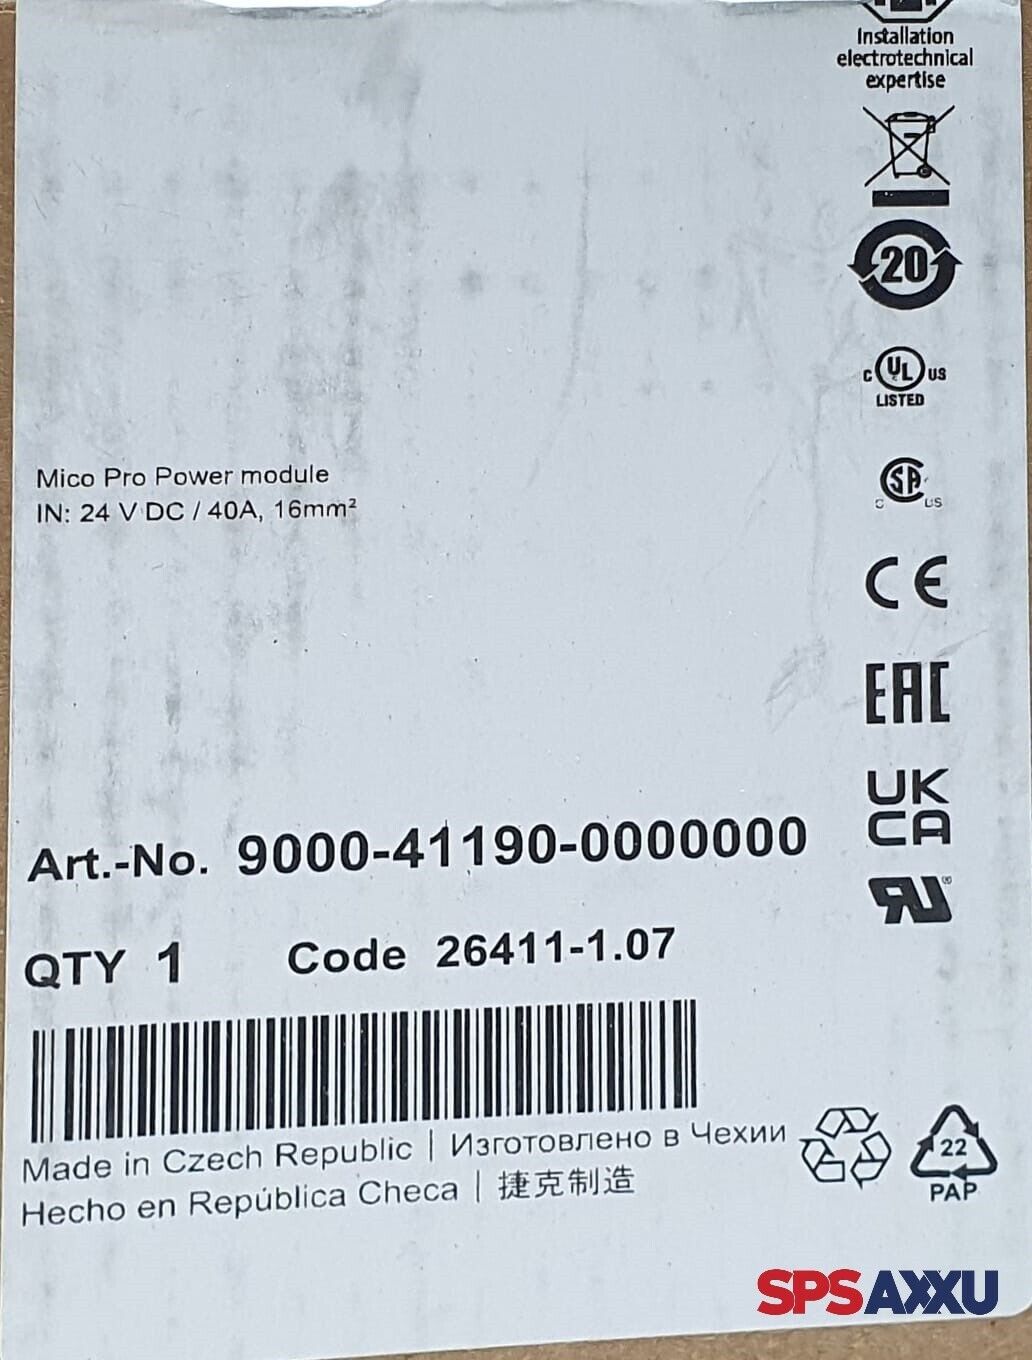 Installation
electrotechnical
expertise
20
c UL US
LISTED
SA
C US
CE
Mico Pro Power module
IN: 24 V DC / 40A, 16mm²
EAC
UK
CA
Art.-No. 9000-41190-0000000
RU®
QTY 1 Code 26411-1.07
Made in Czech Republic | Изготовлено в Чехии
Hecho en República Checa | 捷克制造
22
PAP
SPSAXXU